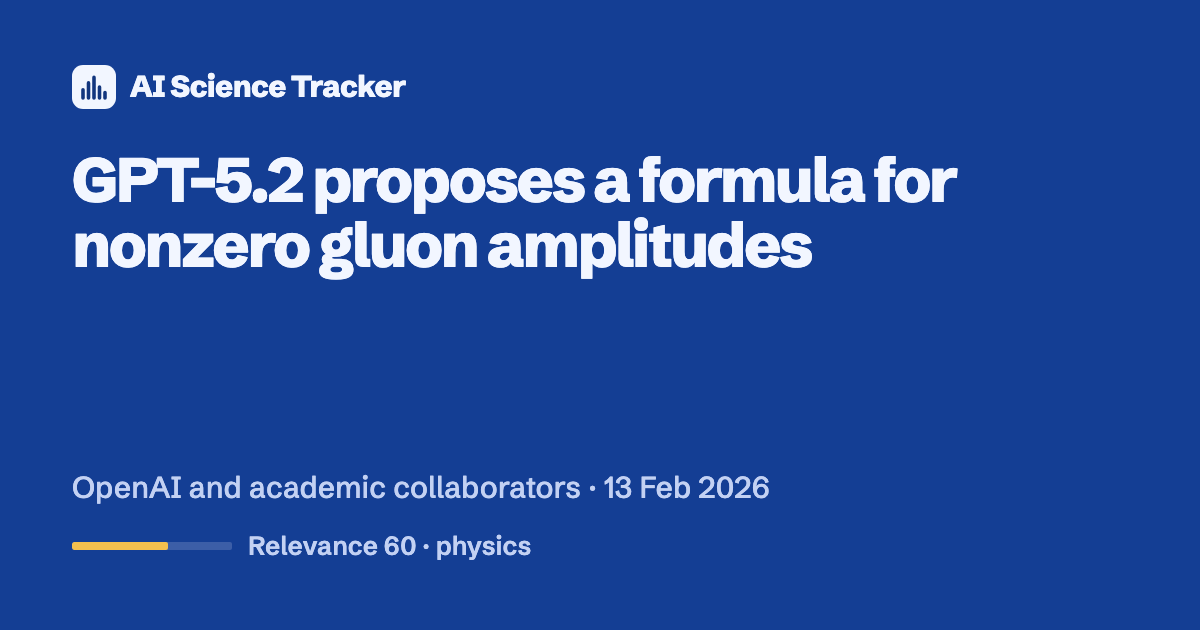 AI Science Tracker
GPT-5.2 proposes a formula for
nonzero gluon amplitudes
OpenAI and academic collaborators · 13 Feb 2026
Relevance 60 · physics